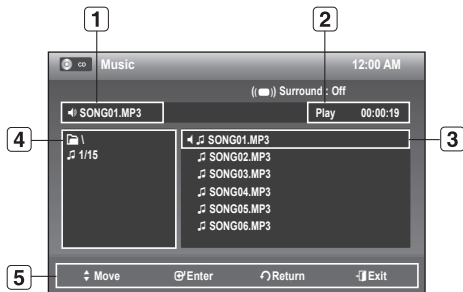 1 2
CD Music 12:00 AM
Surround : Off
SONG01.MP3 Play 00:00:19
4 \ SONG01.MP3 3
1/15 SONG02.MP3
SONG03.MP3
SONG04.MP3
SONG05.MP3
SONG06.MP3
5 Move Enter Return Exit